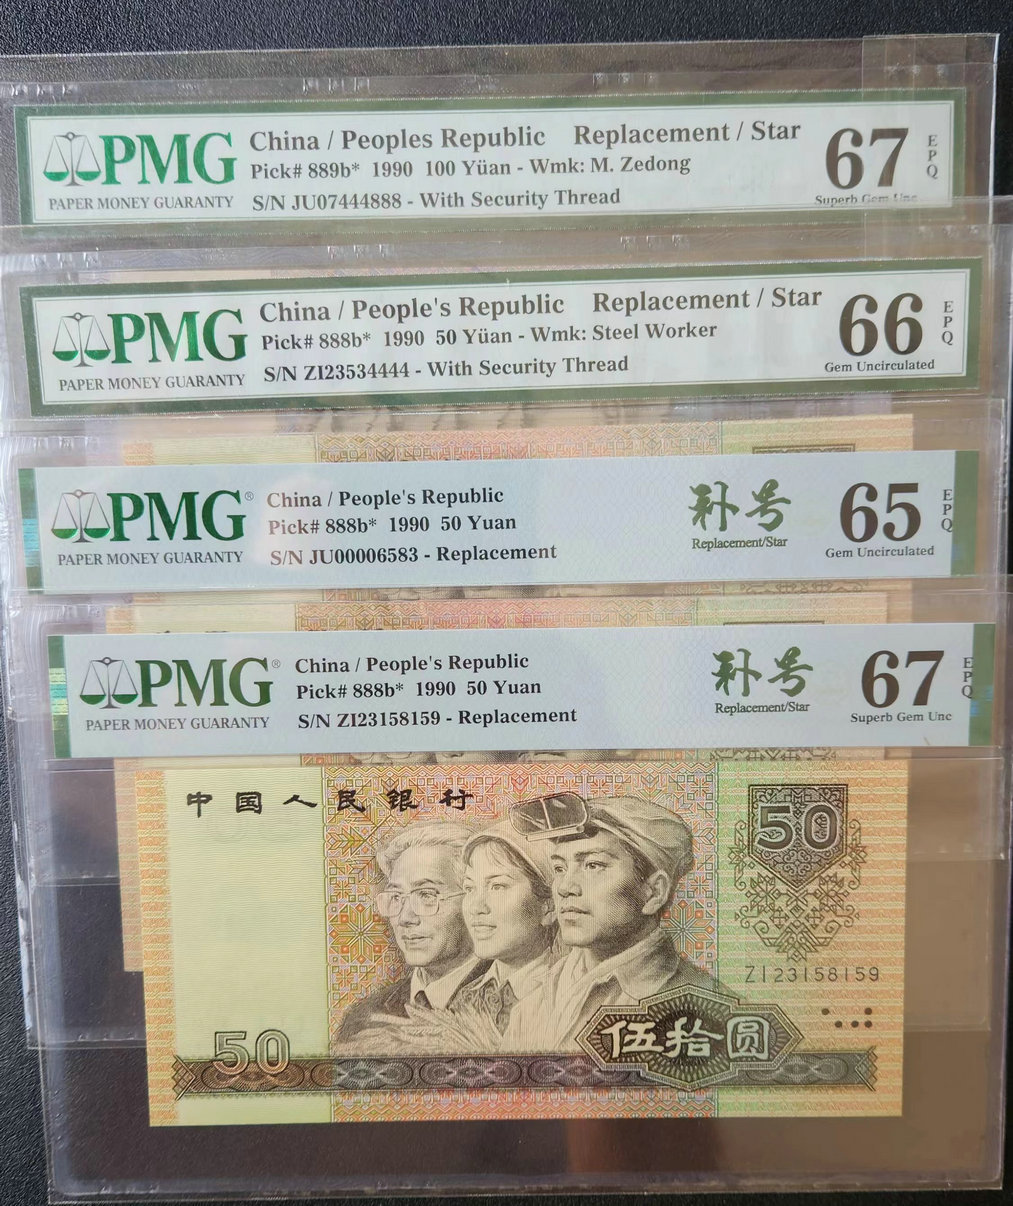 PMG
PAPER MONEY GUARANTY
China / Peoples Republic Replacement / Star
Pick# 889b* 1990 100 Yüan - Wmk: M. Zedong
S/N JU07444888 - With Security Thread
67
EPQ
Superb Gem Unc
PMG
PAPER MONEY GUARANTY
China / People's Republic Replacement / Star
Pick# 888b* 1990 50 Yüan - Wmk: Steel Worker
S/N ZI23534444 - With Security Thread
66
EPQ
Gem Uncirculated
PMG®
PAPER MONEY GUARANTY
China / People's Republic
Pick# 888b* 1990 50 Yuan
S/N JU00006583 - Replacement
补号
Replacement/Star
65
EPQ
Gem Uncirculated
PMG®
PAPER MONEY GUARANTY
China / People's Republic
Pick# 888b* 1990 50 Yuan
S/N ZI23158159 - Replacement
补号
Replacement/Star
67
EPQ
Superb Gem Unc
中国人民银行
50
ZI23158159
伍拾圆
50